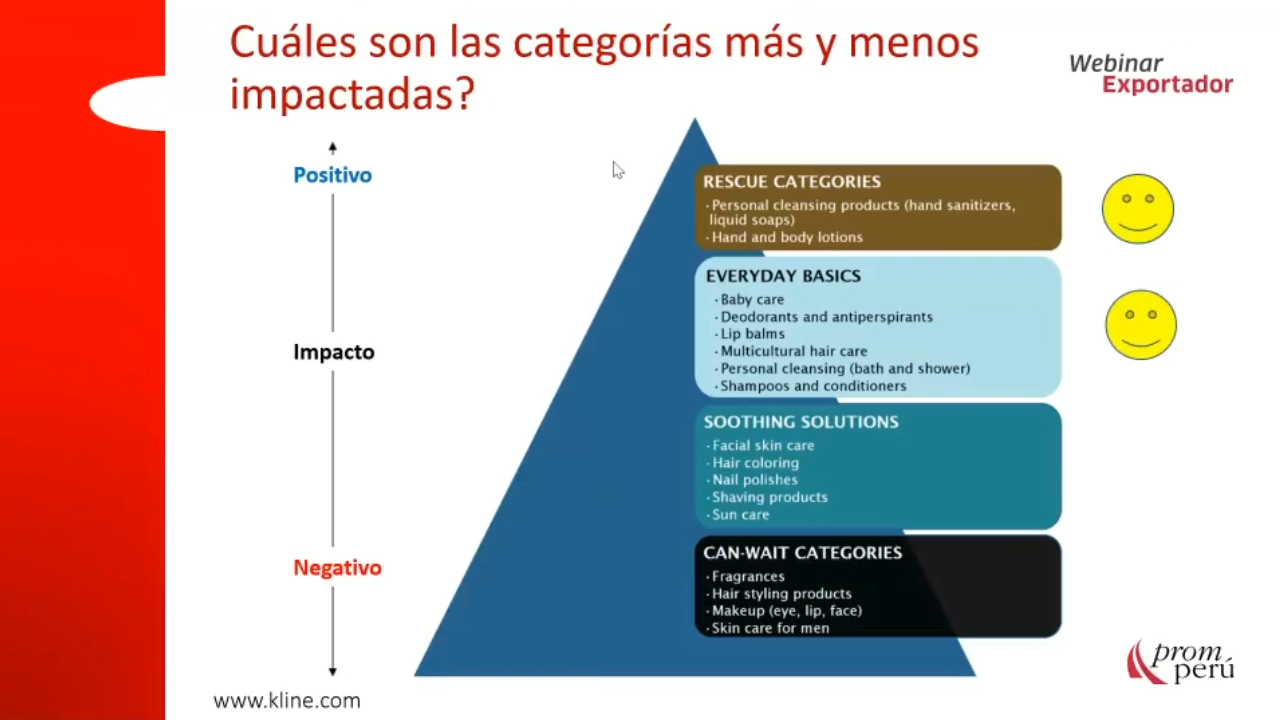 Cuáles son las categorías más y menos
impactadas?
Webinar
Exportador
Positivo
Impacto
Negativo
RESCUE CATEGORIES
·Personal cleansing products (hand sanitizers,
liquid soaps)
·Hand and body lotions
EVERYDAY BASICS
·Baby care
·Deodorants and antiperspirants
·Lip balms
·Multicultural hair care
·Personal cleansing (bath and shower)
·Shampoos and conditioners
SOOTHING SOLUTIONS
·Facial skin care
·Hair coloring
·Nail polishes
·Shaving products
·Sun care
CAN-WAIT CATEGORIES
·Fragrances
·Hair styling products
·Makeup (eye, lip, face)
·Skin care for men
www.kline.com
prom
perú